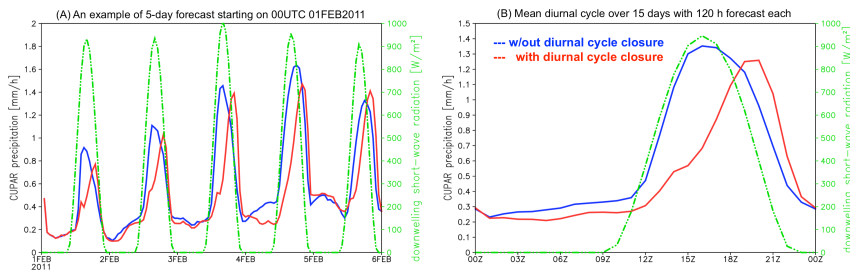 (A) An example of 5-day forecast starting on 00UTC 01FEB2011
CUPAR precipitation [mm/h]
2
1.8
1.6
1.4
1.2
1
0.8
0.6
0.4
0.2
0
1FEB
2011
2FEB
3FEB
4FEB
5FEB
6FEB
1000
900
800
700
600
500
400
300
200
100
0
downwelling short-wave radiation [W/m²]
(B) Mean diurnal cycle over 15 days with 120 h forecast each
--- w/out diurnal cycle closure
--- with diurnal cycle closure
CUPAR precipitation [mm/h]
1.5
1.4
1.3
1.2
1.1
1
0.9
0.8
0.7
0.6
0.5
0.4
0.3
0.2
0.1
0
00Z
03Z
06Z
09Z
12Z
15Z
18Z
21Z
00Z
1000
900
800
700
600
500
400
300
200
100
0
downwelling short-wave radiation [W/m²]